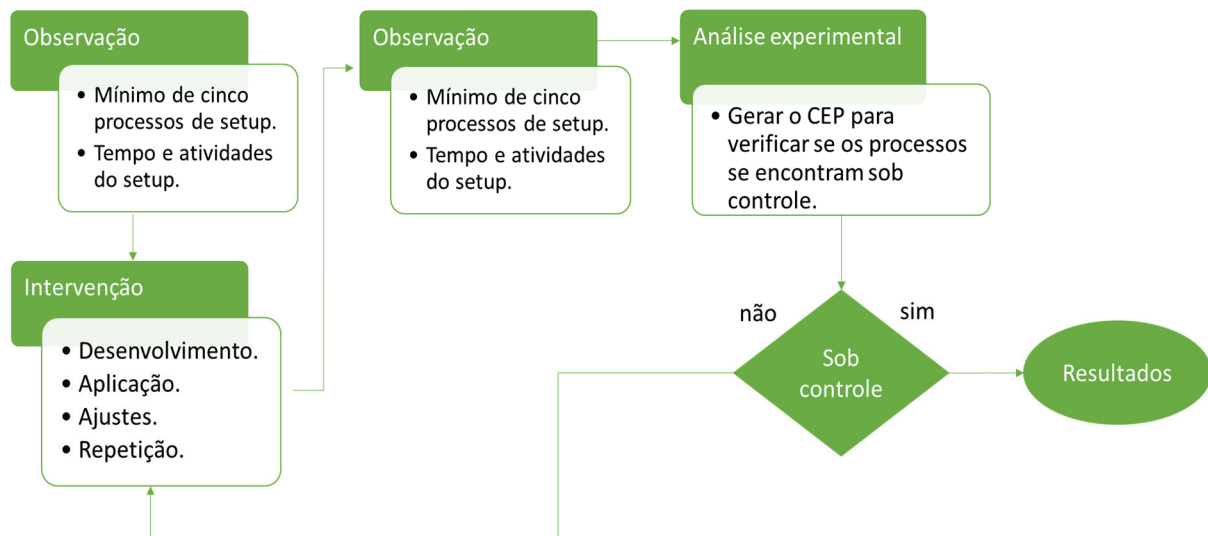 Observação
• Mínimo de cinco
processos de setup.
• Tempo e atividades
do setup.
Intervenção
• Desenvolvimento.
• Aplicação.
• Ajustes.
• Repetição.
Observação
• Mínimo de cinco
processos de setup.
• Tempo e atividades
do setup.
Análise experimental
• Gerar o CEP para
verificar se os processos
se encontram sob
controle.
não
sim
Sob
controle
Resultados